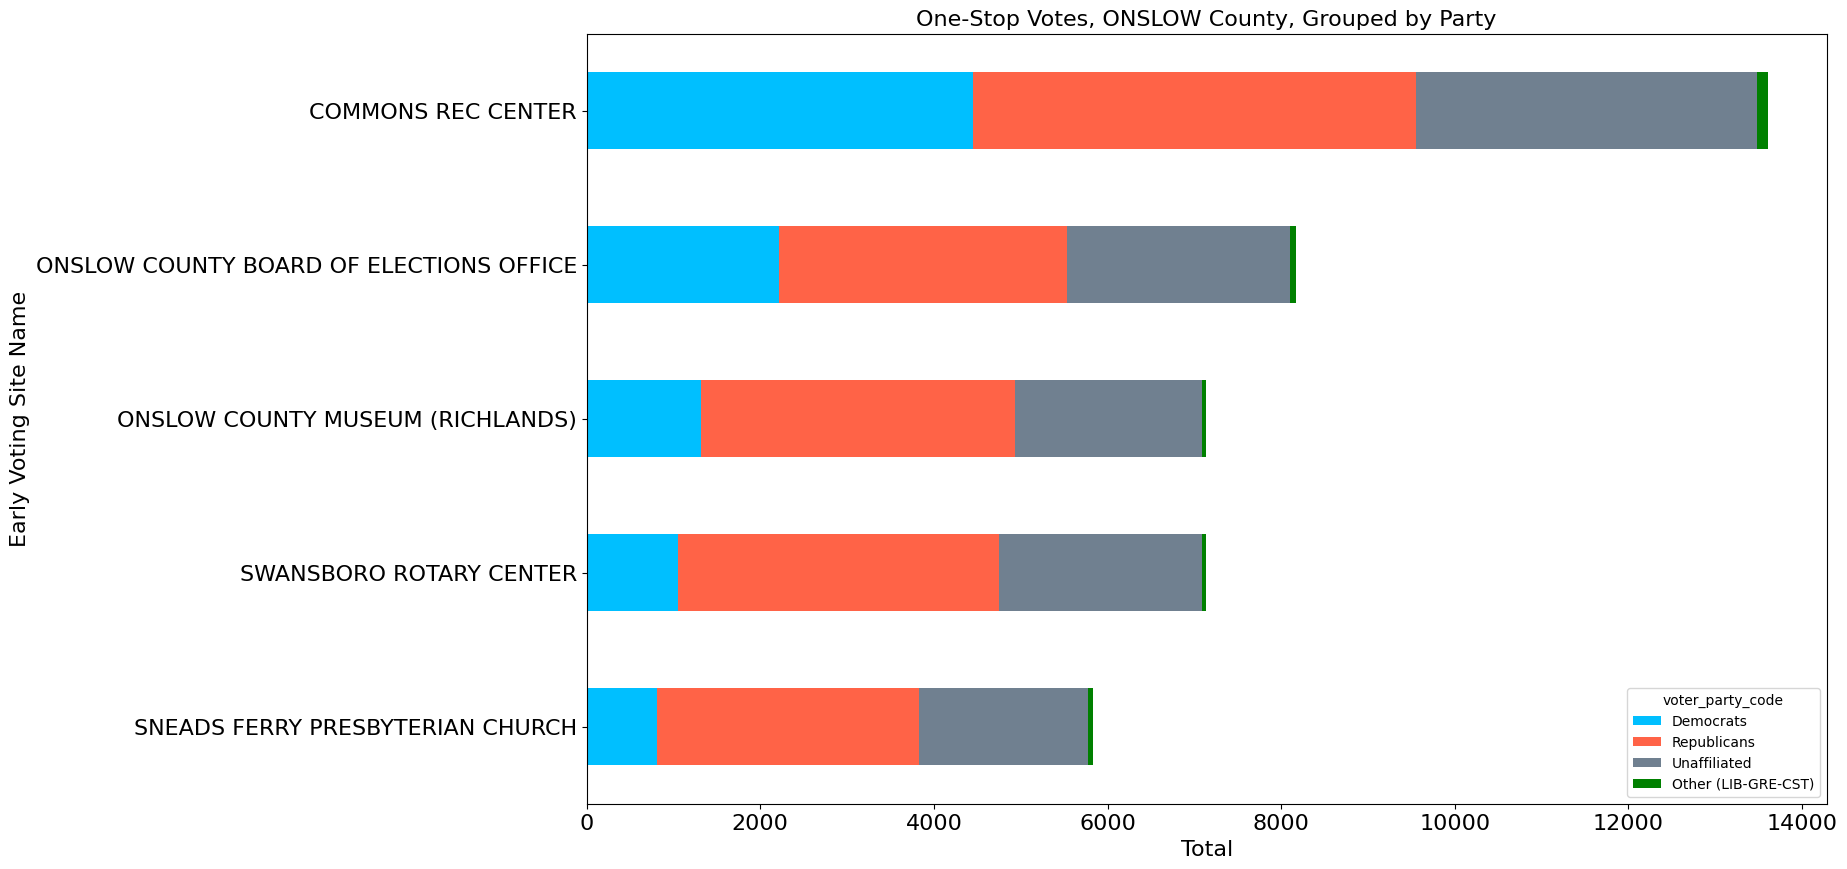 One-Stop Votes, ONSLOW County, Grouped by Party
Early Voting Site Name
COMMONS REC CENTER
ONSLOW COUNTY BOARD OF ELECTIONS OFFICE
ONSLOW COUNTY MUSEUM (RICHLANDS)
SWANSBORO ROTARY CENTER
SNEADS FERRY PRESBYTERIAN CHURCH
voter_party_code
Democrats
Republicans
Unaffiliated
Other (LIB-GRE-CST)
0 2000 4000 6000 8000 10000 12000 14000
Total